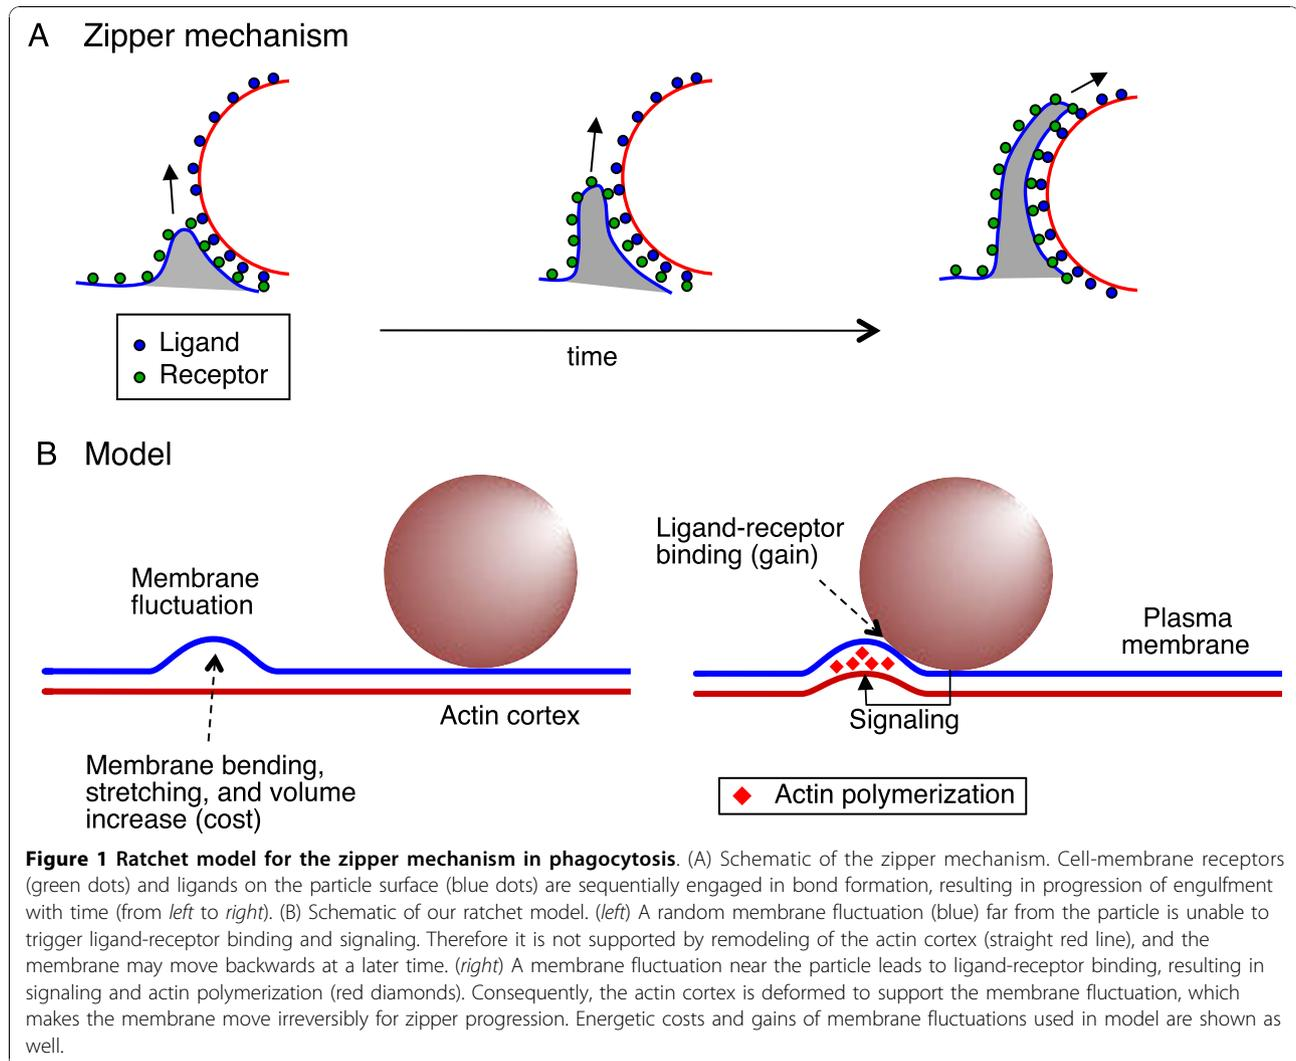 A Zipper mechanism
Ligand
Receptor
time
B Model
Membrane
fluctuation
Ligand-receptor
binding (gain)
Plasma
membrane
Actin cortex
Signaling
Membrane bending,
stretching, and volume
increase (cost)
Actin polymerization
Figure 1 Ratchet model for the zipper mechanism in phagocytosis. (A) Schematic of the zipper mechanism. Cell-membrane receptors
(green dots) and ligands on the particle surface (blue dots) are sequentially engaged in bond formation, resulting in progression of engulfment
with time (from left to right). (B) Schematic of our ratchet model. (left) A random membrane fluctuation (blue) far from the particle is unable to
trigger ligand-receptor binding and signaling. Therefore it is not supported by remodeling of the actin cortex (straight red line), and the
membrane may move backwards at a later time. (right) A membrane fluctuation near the particle leads to ligand-receptor binding, resulting in
signaling and actin polymerization (red diamonds). Consequently, the actin cortex is deformed to support the membrane fluctuation, which
makes the membrane move irreversibly for zipper progression. Energetic costs and gains of membrane fluctuations used in model are shown as
well.